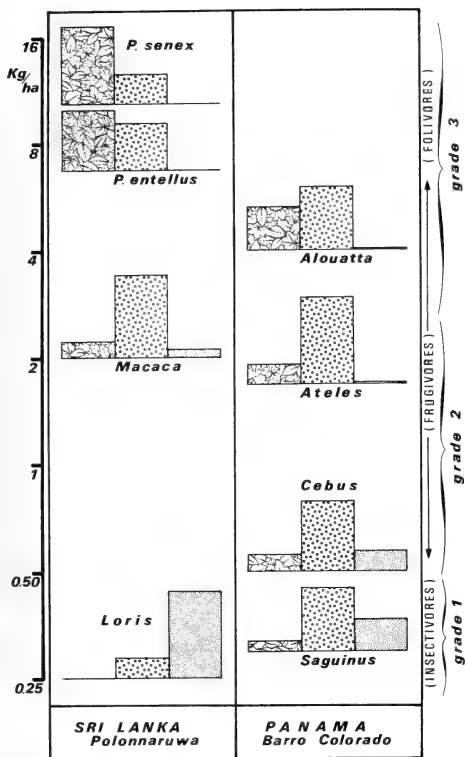 16
Kg/
ha
8
4
2
1
0.50
0.25
P. senex
P. entellus
Macaca
Loris
Alouatta
Ateles
Cebus
Saguinus
(FOLIVORES)
(FRUGIVORES)
(INSECTIVORES)
grade 3
grade 2
grade 1
SRI LANKA
Polonnaruwa
PANAMA
Barro Colorado